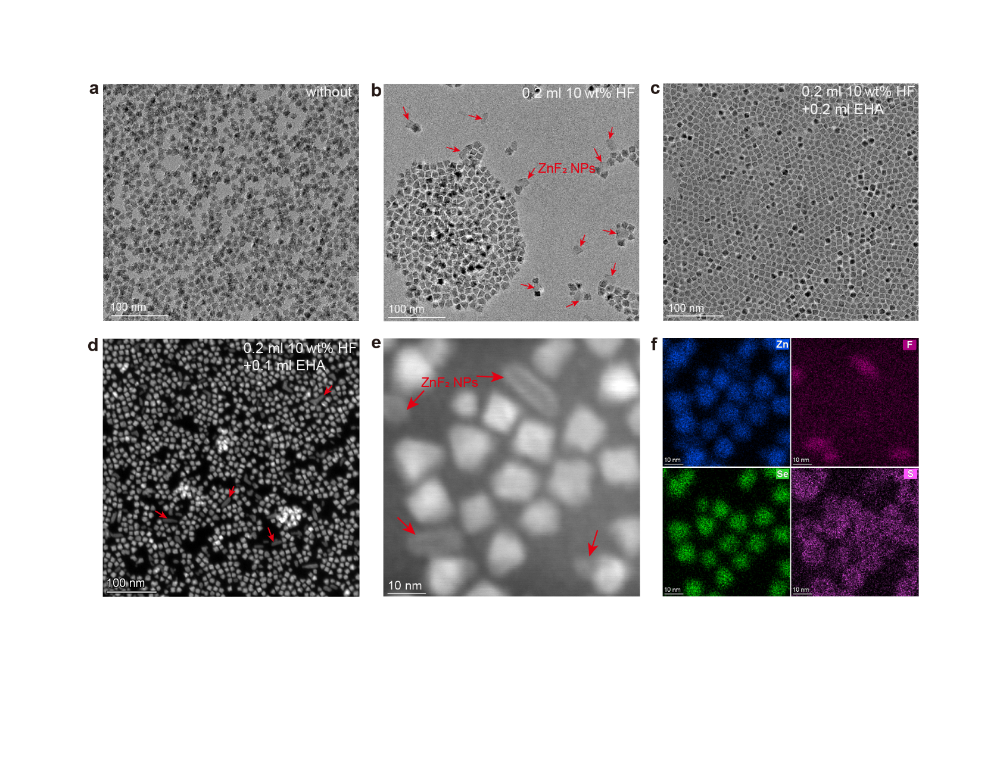 a
without
100 nm
b
0.2 ml 10 wt% HF
ZnF₂ NPs
100 nm
c
0.2 ml 10 wt% HF
+0.2 ml EHA
100 nm
d
0.2 ml 10 wt% HF
+0.1 ml EHA
100 nm
e
ZnF₂ NPs
10 nm
f
Zn
10 nm
F
10 nm
Se
10 nm
S
10 nm